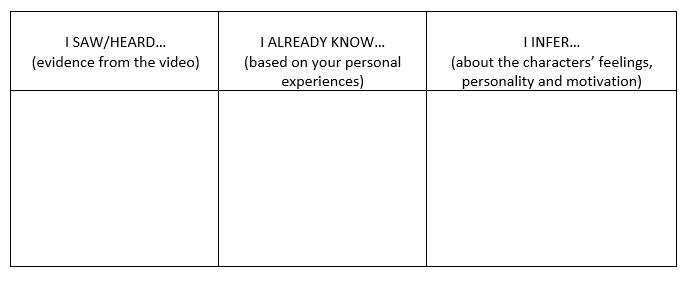 I SAW/HEARD…
(evidence from the video)
I ALREADY KNOW…
(based on your personal
experiences)
I INFER…
(about the characters’ feelings,
personality and motivation)